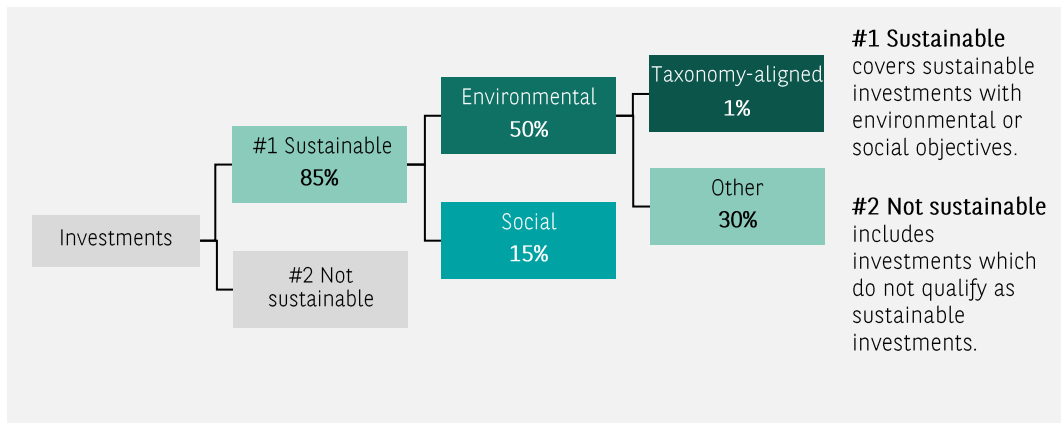 Investments
#1 Sustainable
85%
#2 Not
sustainable
Environmental
50%
Social
15%
Taxonomy-aligned
1%
Other
30%
#1 Sustainable
covers sustainable
investments with
environmental or
social objectives.
#2 Not sustainable
includes
investments which
do not qualify as
sustainable
investments.